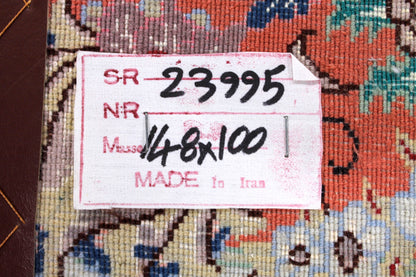 SR 23995
NR
Masse 148x100
MADE In Iran